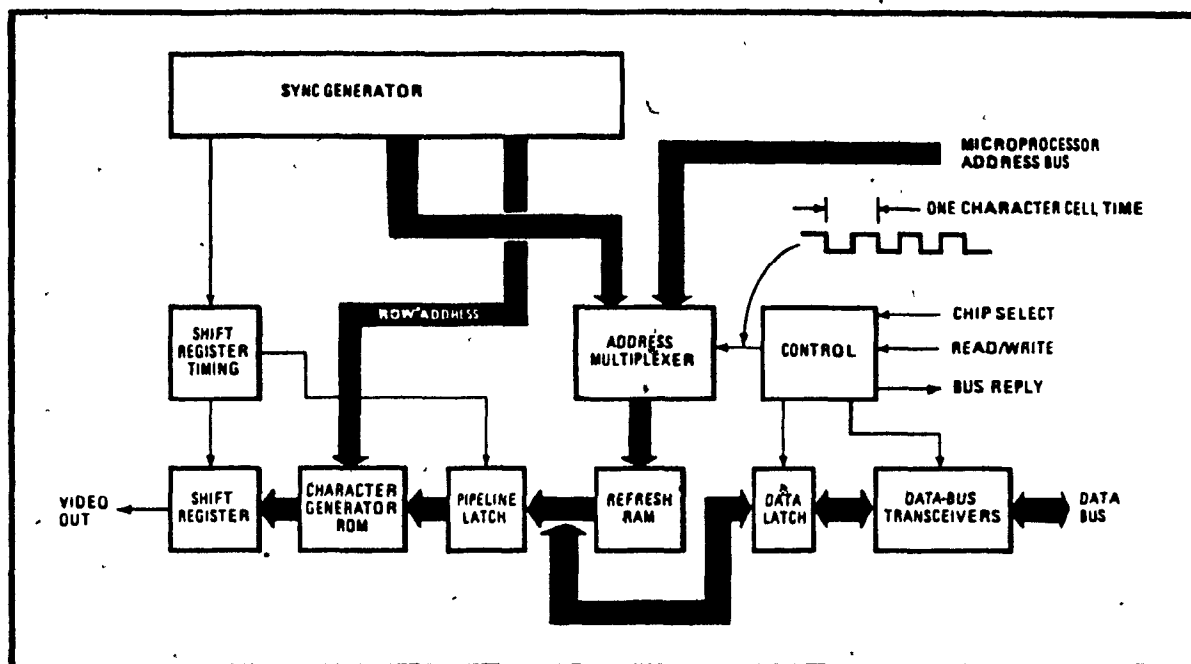 SYNC GENERATOR
MICROPROCESSOR
ADDRESS BUS
ONE CHARACTER CELL TIME
ROW ADDRESS
SHIFT
REGISTER
TIMING
ADDRESS
MULTIPLEXER
CONTROL
CHIP SELECT
READ/WRITE
BUS REPLY
VIDEO
OUT
SHIFT
REGISTER
CHARACTER
GENERATOR
ROM
PIPELINE
LATCH
REFRESH
RAM
DATA
LATCH
DATA-BUS
TRANSCEIVERS
DATA
BUS